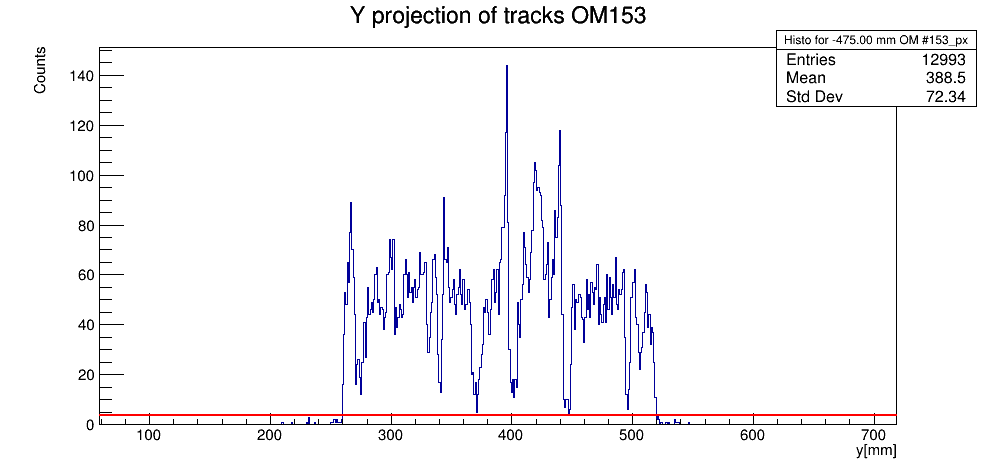 Y projection of tracks OM153
Histo for -475.00 mm OM #153_px
Entries 12993
Mean 388.5
Std Dev 72.34
Counts
140
120
100
80
60
40
20
0
100 200 300 400 500 600 700
y[mm]